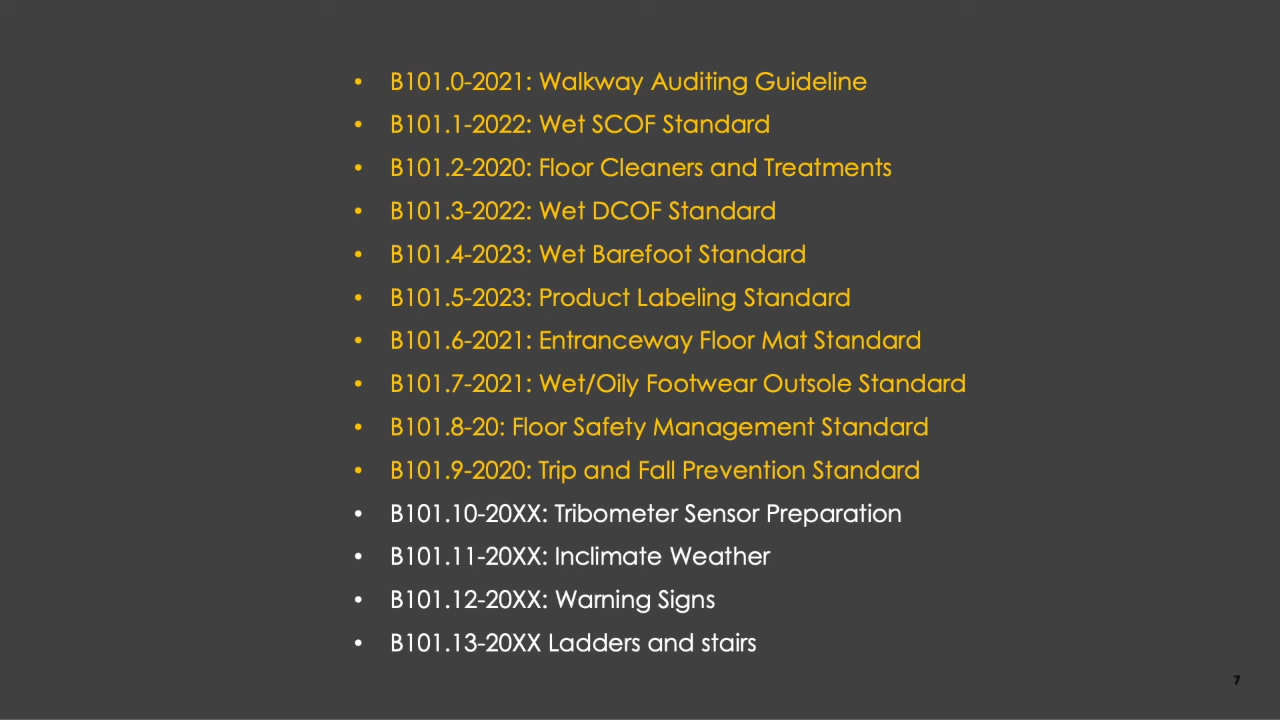 • B101.0-2021: Walkway Auditing Guideline
• B101.1-2022: Wet SCOF Standard
• B101.2-2020: Floor Cleaners and Treatments
• B101.3-2022: Wet DCOF Standard
• B101.4-2023: Wet Barefoot Standard
• B101.5-2023: Product Labeling Standard
• B101.6-2021: Entranceway Floor Mat Standard
• B101.7-2021: Wet/Oily Footwear Outsole Standard
• B101.8-20: Floor Safety Management Standard
• B101.9-2020: Trip and Fall Prevention Standard
• B101.10-20XX: Tribometer Sensor Preparation
• B101.11-20XX: Inclimate Weather
• B101.12-20XX: Warning Signs
• B101.13-20XX Ladders and stairs
7